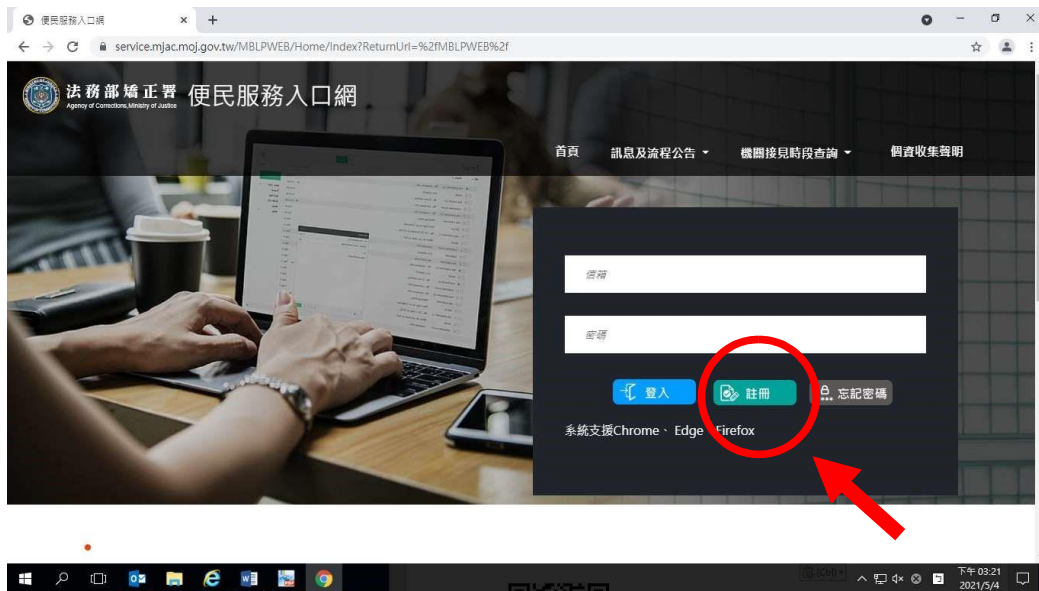 便民服務入口網
service.mjac.moj.gov.tw/MBLPWEB/Home/Index?ReturnUrl=%2fMBLPWEB%2f
法務部矯正署 便民服務入口網
Agency of Corrections,Ministry of Justice
首頁 訊息及流程公告 機關接見時段查詢 個資收集聲明
信箱
密碼
登入 註冊 忘記密碼
系統支援Chrome、Edge、Firefox
(Ctrl)
下午 03:21
2021/5/4